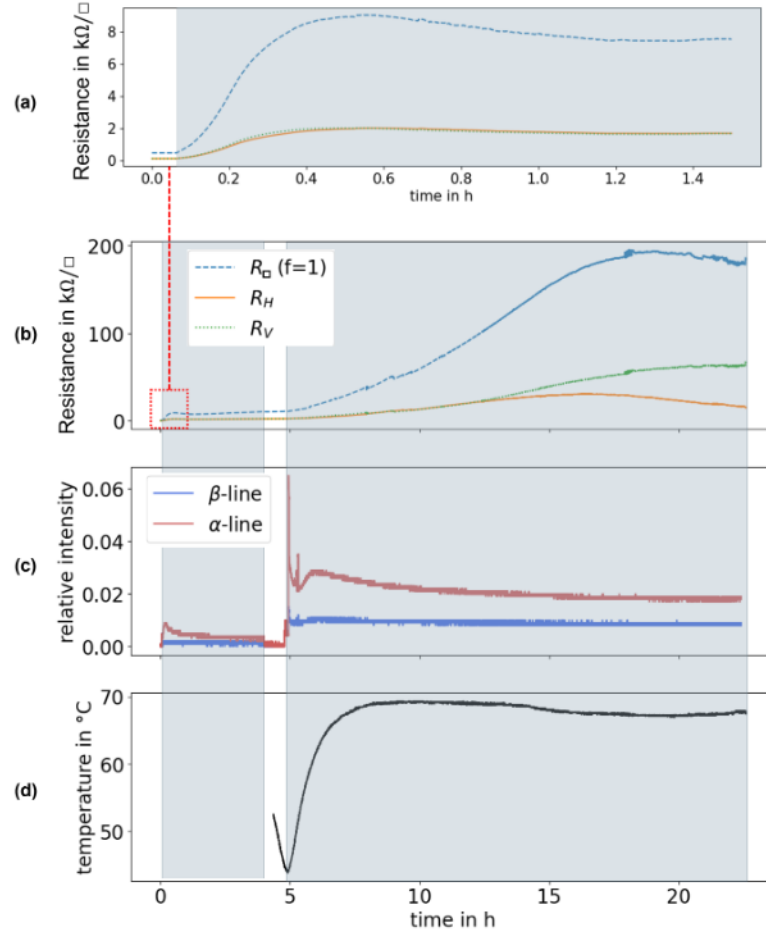 (a)
Resistance in kΩ/□
8
6
4
2
0
0.0 0.2 0.4 0.6 0.8 1.0 1.2 1.4
time in h
(b)
Resistance in kΩ/□
200
100
0
R□ (f=1)
R_H
R_V
(c)
relative intensity
0.06
0.04
0.02
0.00
β-line
α-line
(d)
temperature in °C
70
60
50
0 5 10 15 20
time in h